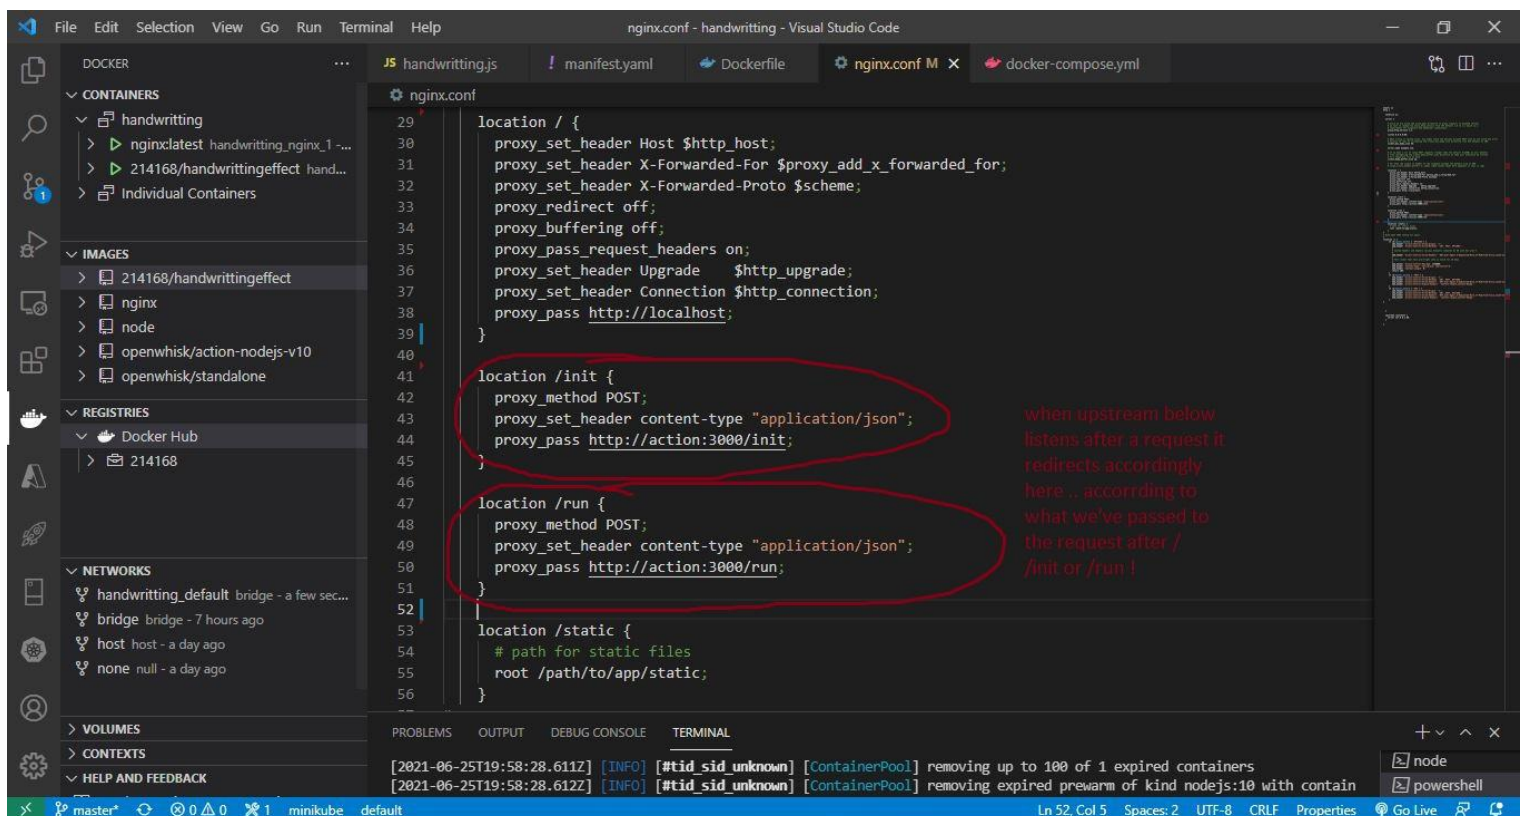 File Edit Selection View Go Run Terminal Help
nginx.conf - handwritting - Visual Studio Code
DOCKER ...
JS handwritting.js ! manifest.yaml Dockerfile nginx.conf M docker-compose.yml
CONTAINERS
handwritting
nginx:latest handwritting_nginx_1 -...
214168/handwrittingeffect hand...
Individual Containers
IMAGES
214168/handwrittingeffect
nginx
node
openwhisk/action-nodejs-v10
openwhisk/standalone
REGISTRIES
Docker Hub
214168
NETWORKS
handwritting_default bridge - a few sec...
bridge bridge - 7 hours ago
host host - a day ago
none null - a day ago
VOLUMES
CONTEXTS
HELP AND FEEDBACK
nginx.conf
29 location / {
30 proxy_set_header Host $http_host;
31 proxy_set_header X-Forwarded-For $proxy_add_x_forwarded_for;
32 proxy_set_header X-Forwarded-Proto $scheme;
33 proxy_redirect off;
34 proxy_buffering off;
35 proxy_pass_request_headers on;
36 proxy_set_header Upgrade $http_upgrade;
37 proxy_set_header Connection $http_connection;
38 proxy_pass http://localhost;
39 }
40
41 location /init {
42 proxy_method POST;
43 proxy_set_header content-type "application/json";
44 proxy_pass http://action:3000/init;
45 }
46
47 location /run {
48 proxy_method POST;
49 proxy_set_header content-type "application/json";
50 proxy_pass http://action:3000/run;
51 }
52
53 location /static {
54 # path for static files
55 root /path/to/app/static;
56 }
when upstream below
listens after a request it
redirects accordingly
here .. accorrding to
what we've passed to
the request after /
/init or /run !
PROBLEMS OUTPUT DEBUG CONSOLE TERMINAL
[2021-06-25T19:58:28.611Z] [INFO] [#tid_sid_unknown] [ContainerPool] removing up to 100 of 1 expired containers
[2021-06-25T19:58:28.612Z] [INFO] [#tid_sid_unknown] [ContainerPool] removing expired prewarm of kind nodejs:10 with contain
node
powershell
master* 0 0 1 minikube default Ln 52, Col 5 Spaces: 2 UTF-8 CRLF Properties Go Live